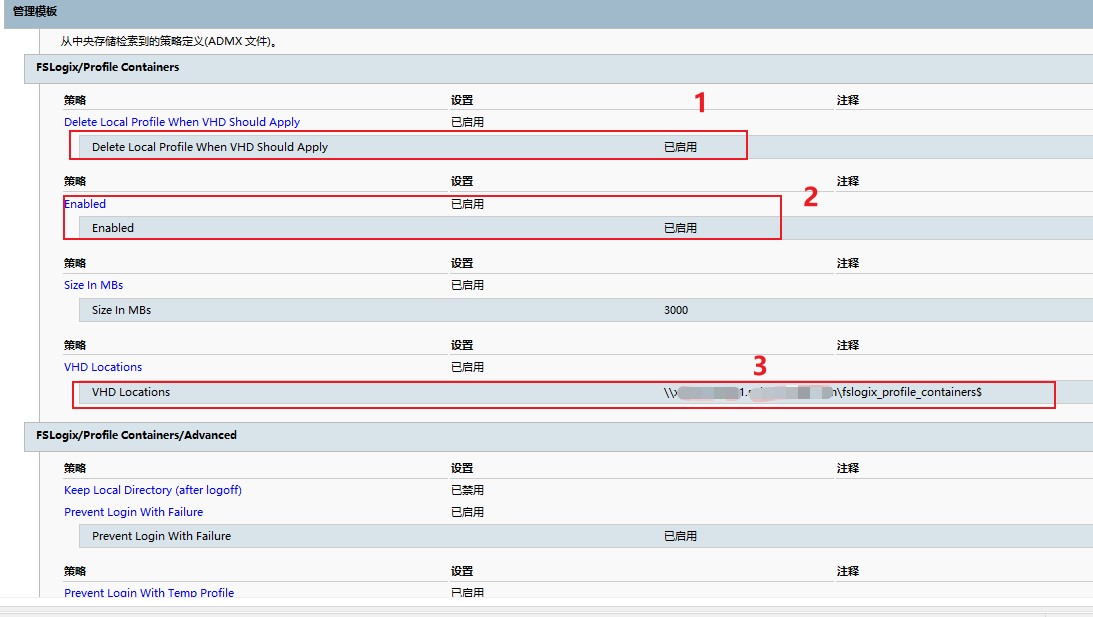 管理模板
从中央存储检索到的策略定义(ADMX 文件)。
FSLogix/Profile Containers
策略 设置 注释
1
Delete Local Profile When VHD Should Apply 已启用
Delete Local Profile When VHD Should Apply 已启用
策略 设置 注释
2
Enabled 已启用
Enabled 已启用
策略 设置 注释
Size In MBs 已启用
Size In MBs 3000
策略 设置 注释
VHD Locations 已启用
3
VHD Locations \\ 1. \fslogix_profile_containers$
FSLogix/Profile Containers/Advanced
策略 设置 注释
Keep Local Directory (after logoff) 已禁用
Prevent Login With Failure 已启用
Prevent Login With Failure 已启用
策略 设置 注释
Prevent Login With Temp Profile 已启用